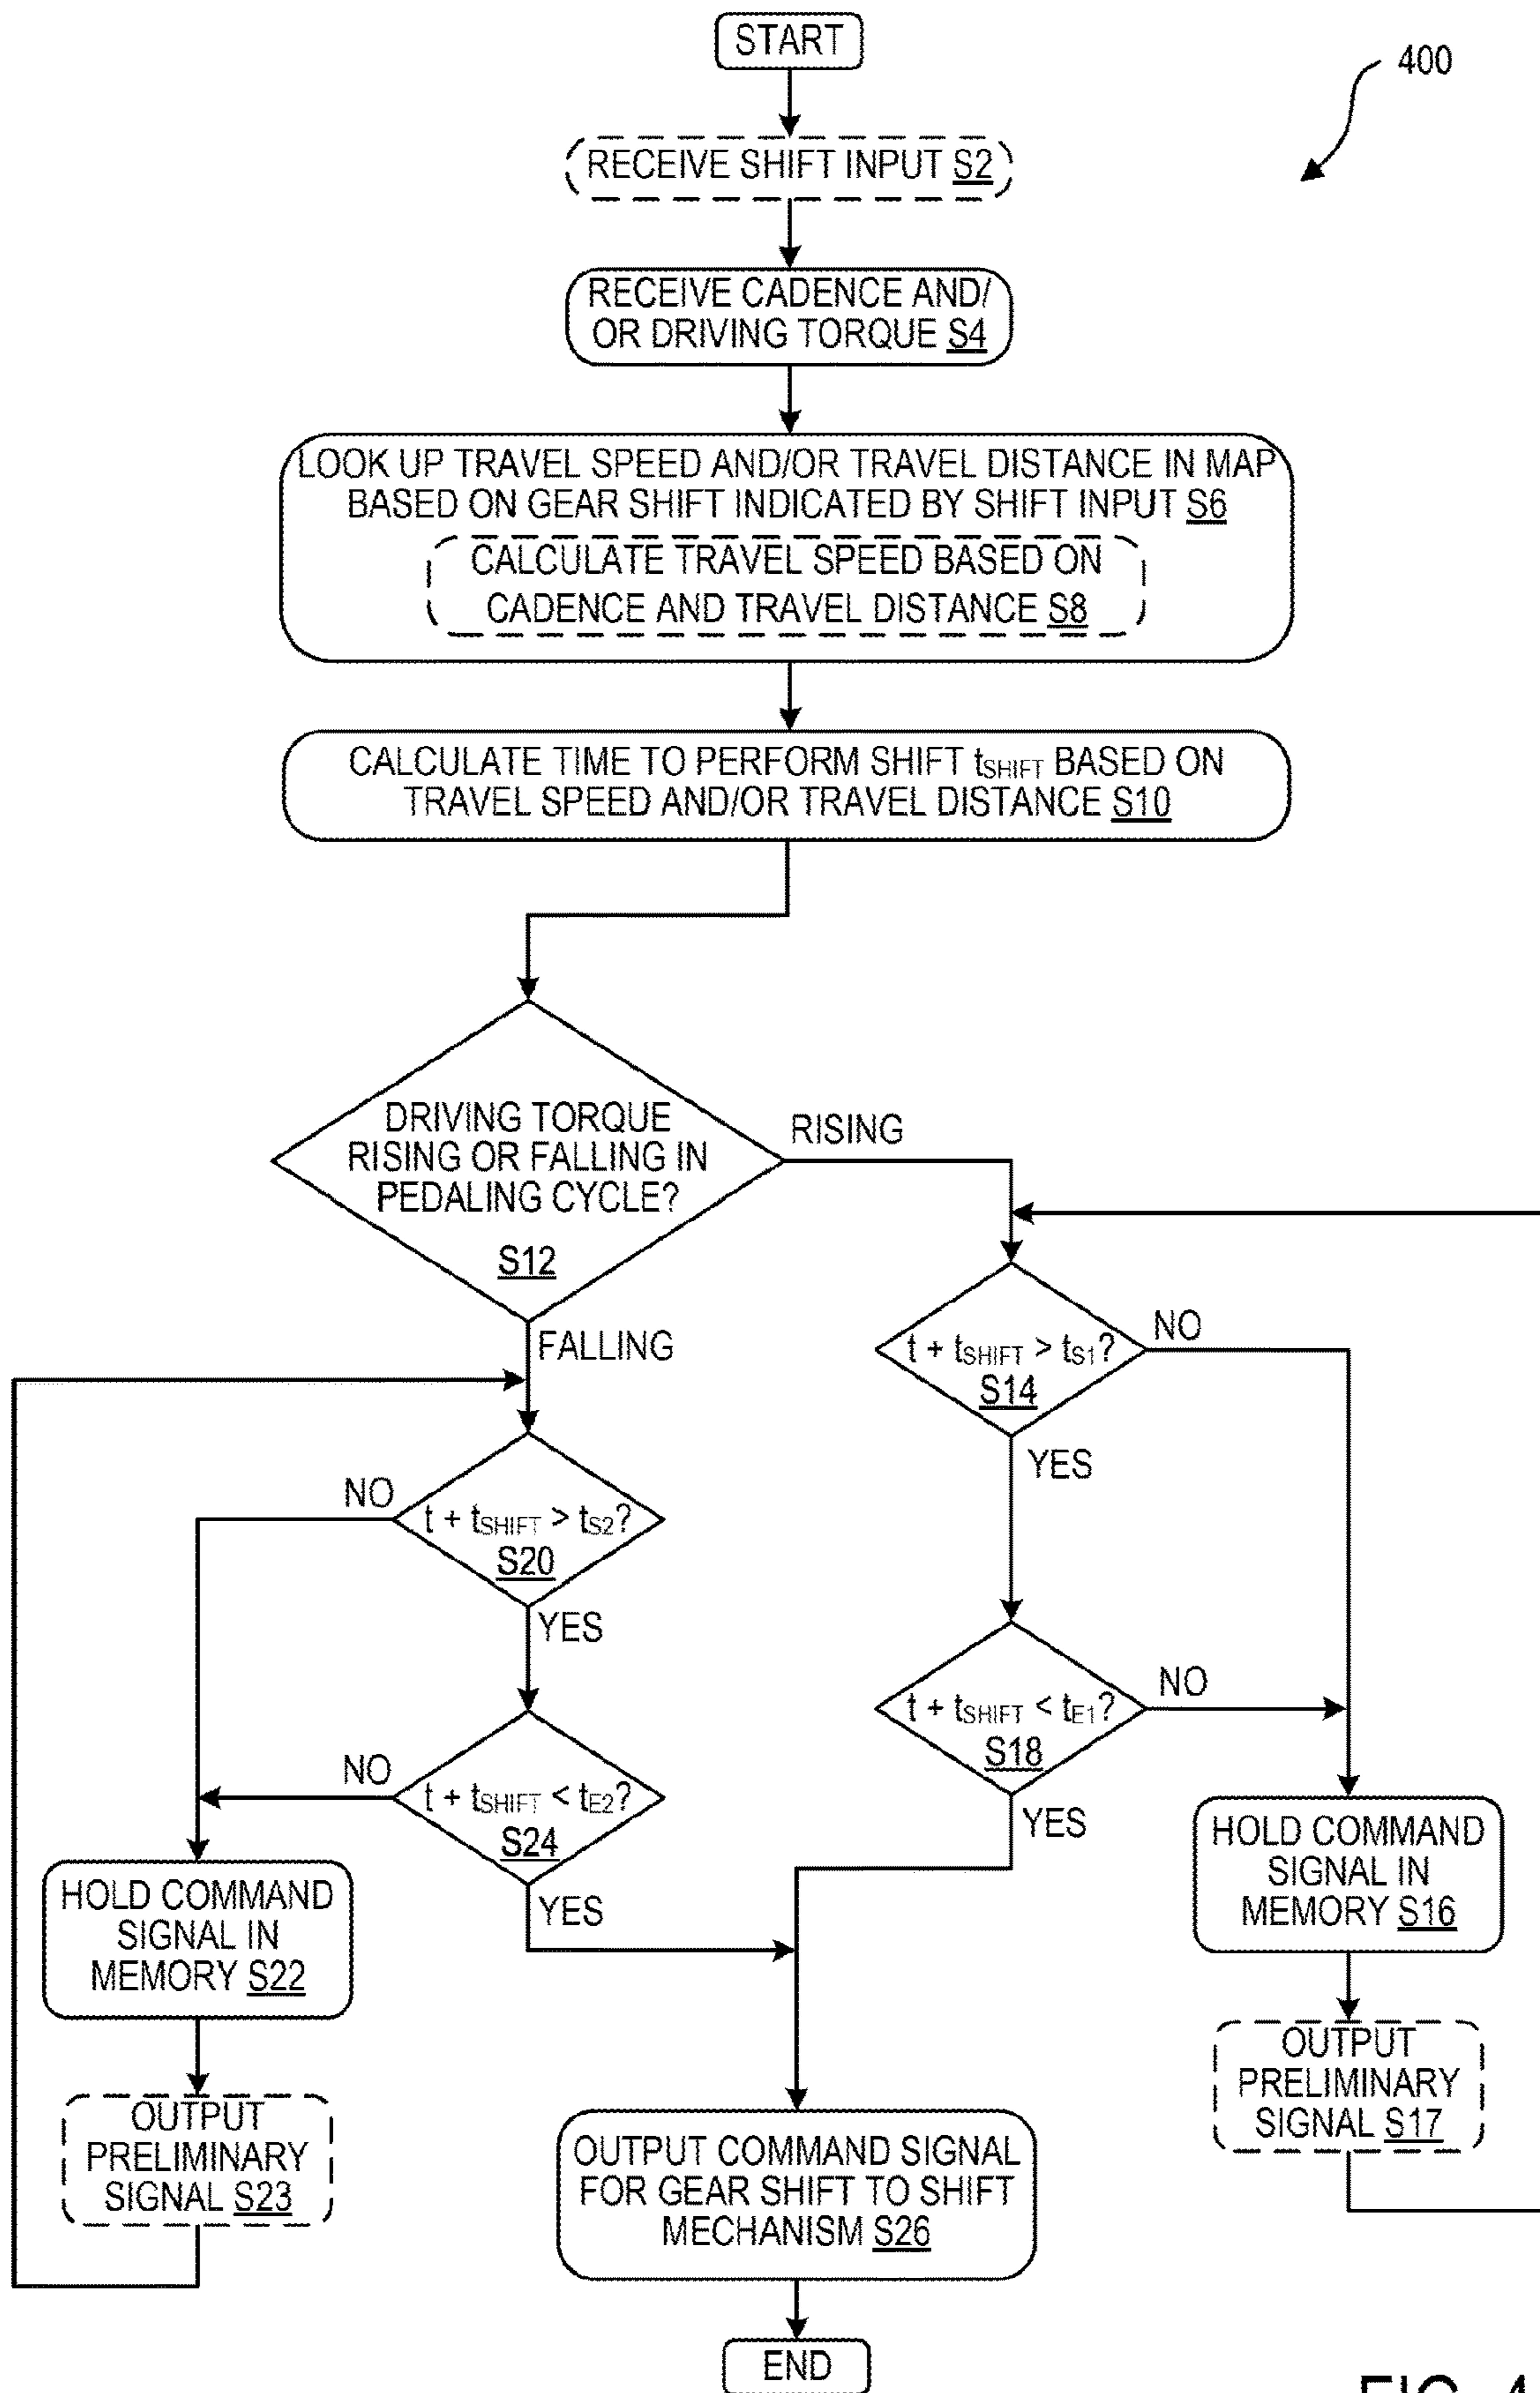 START
400
RECEIVE SHIFT INPUT S2
RECEIVE CADENCE AND/
OR DRIVING TORQUE S4
LOOK UP TRAVEL SPEED AND/OR TRAVEL DISTANCE IN MAP
BASED ON GEAR SHIFT INDICATED BY SHIFT INPUT S6
CALCULATE TRAVEL SPEED BASED ON
CADENCE AND TRAVEL DISTANCE S8
CALCULATE TIME TO PERFORM SHIFT tSHIFT BASED ON
TRAVEL SPEED AND/OR TRAVEL DISTANCE S10
DRIVING TORQUE
RISING OR FALLING IN
PEDALING CYCLE?
S12
RISING
FALLING
t + tSHIFT > tS1?
S14
NO
YES
t + tSHIFT > tS2?
S20
NO
YES
t + tSHIFT < tE1?
S18
NO
YES
t + tSHIFT < tE2?
S24
NO
YES
HOLD COMMAND
SIGNAL IN
MEMORY S16
HOLD COMMAND
SIGNAL IN
MEMORY S22
OUTPUT
PRELIMINARY
SIGNAL S17
OUTPUT
PRELIMINARY
SIGNAL S23
OUTPUT COMMAND SIGNAL
FOR GEAR SHIFT TO SHIFT
MECHANISM S26
END
FIG. 4